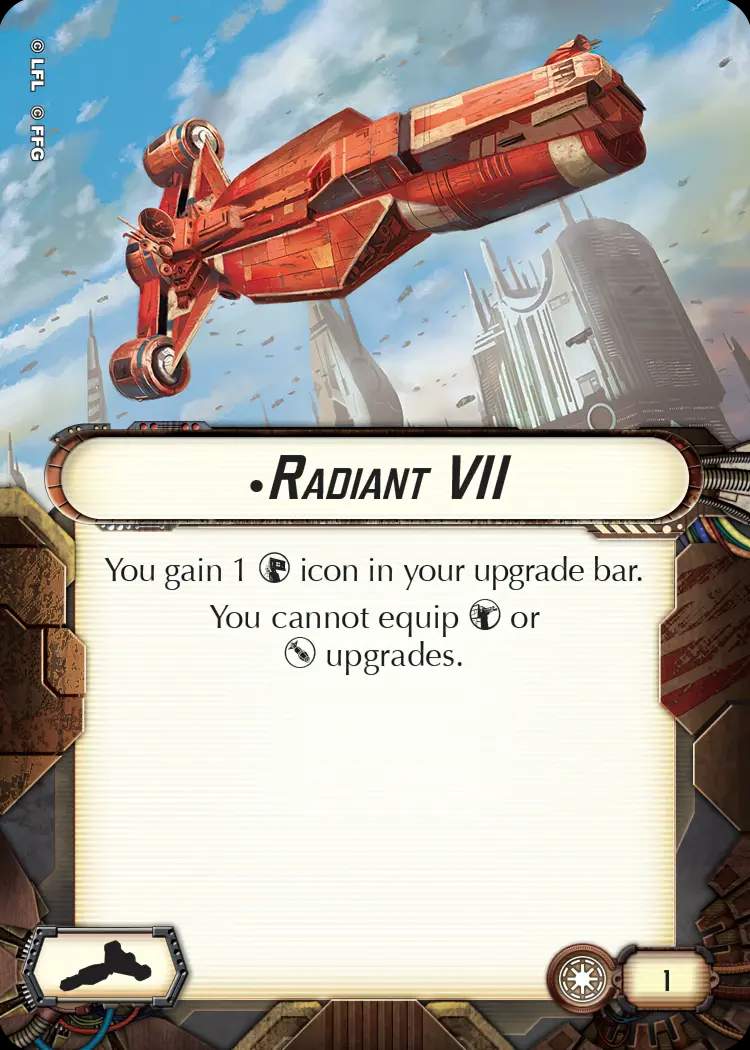 © LFL © FFG
•Radiant VII
You gain 1 icon in your upgrade bar.
You cannot equip or
upgrades.
1